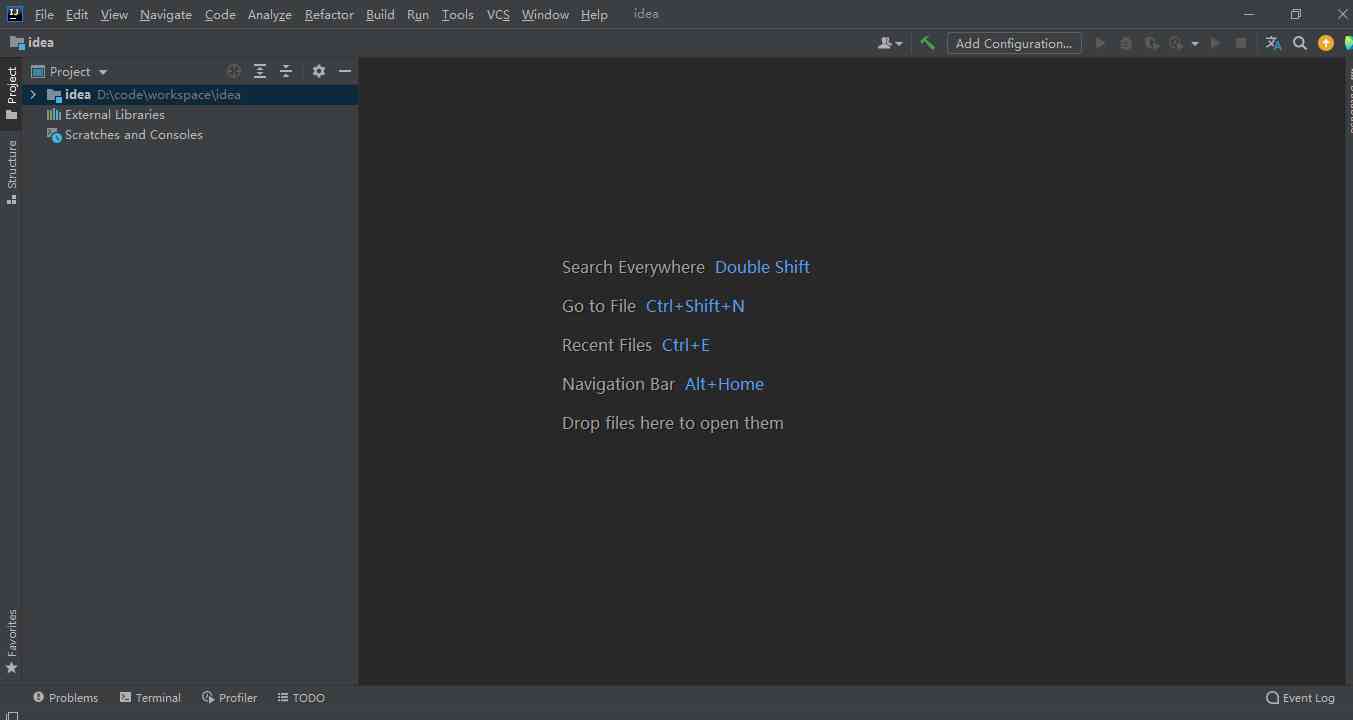 IJ File Edit View Navigate Code Analyze Refactor Build Run Tools VCS Window Help idea
idea Add Configuration...
Project
Project
idea D:\code\workspace\idea
External Libraries
Scratches and Consoles
Structure
Search Everywhere Double Shift
Go to File Ctrl+Shift+N
Recent Files Ctrl+E
Navigation Bar Alt+Home
Drop files here to open them
Favorites
Problems Terminal Profiler TODO Event Log